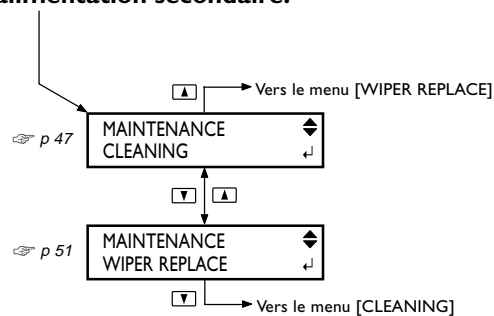 alimentation secondaire.
Vers le menu [WIPER REPLACE]
☞ p 47
MAINTENANCE
CLEANING
☞ p 51
MAINTENANCE
WIPER REPLACE
Vers le menu [CLEANING]